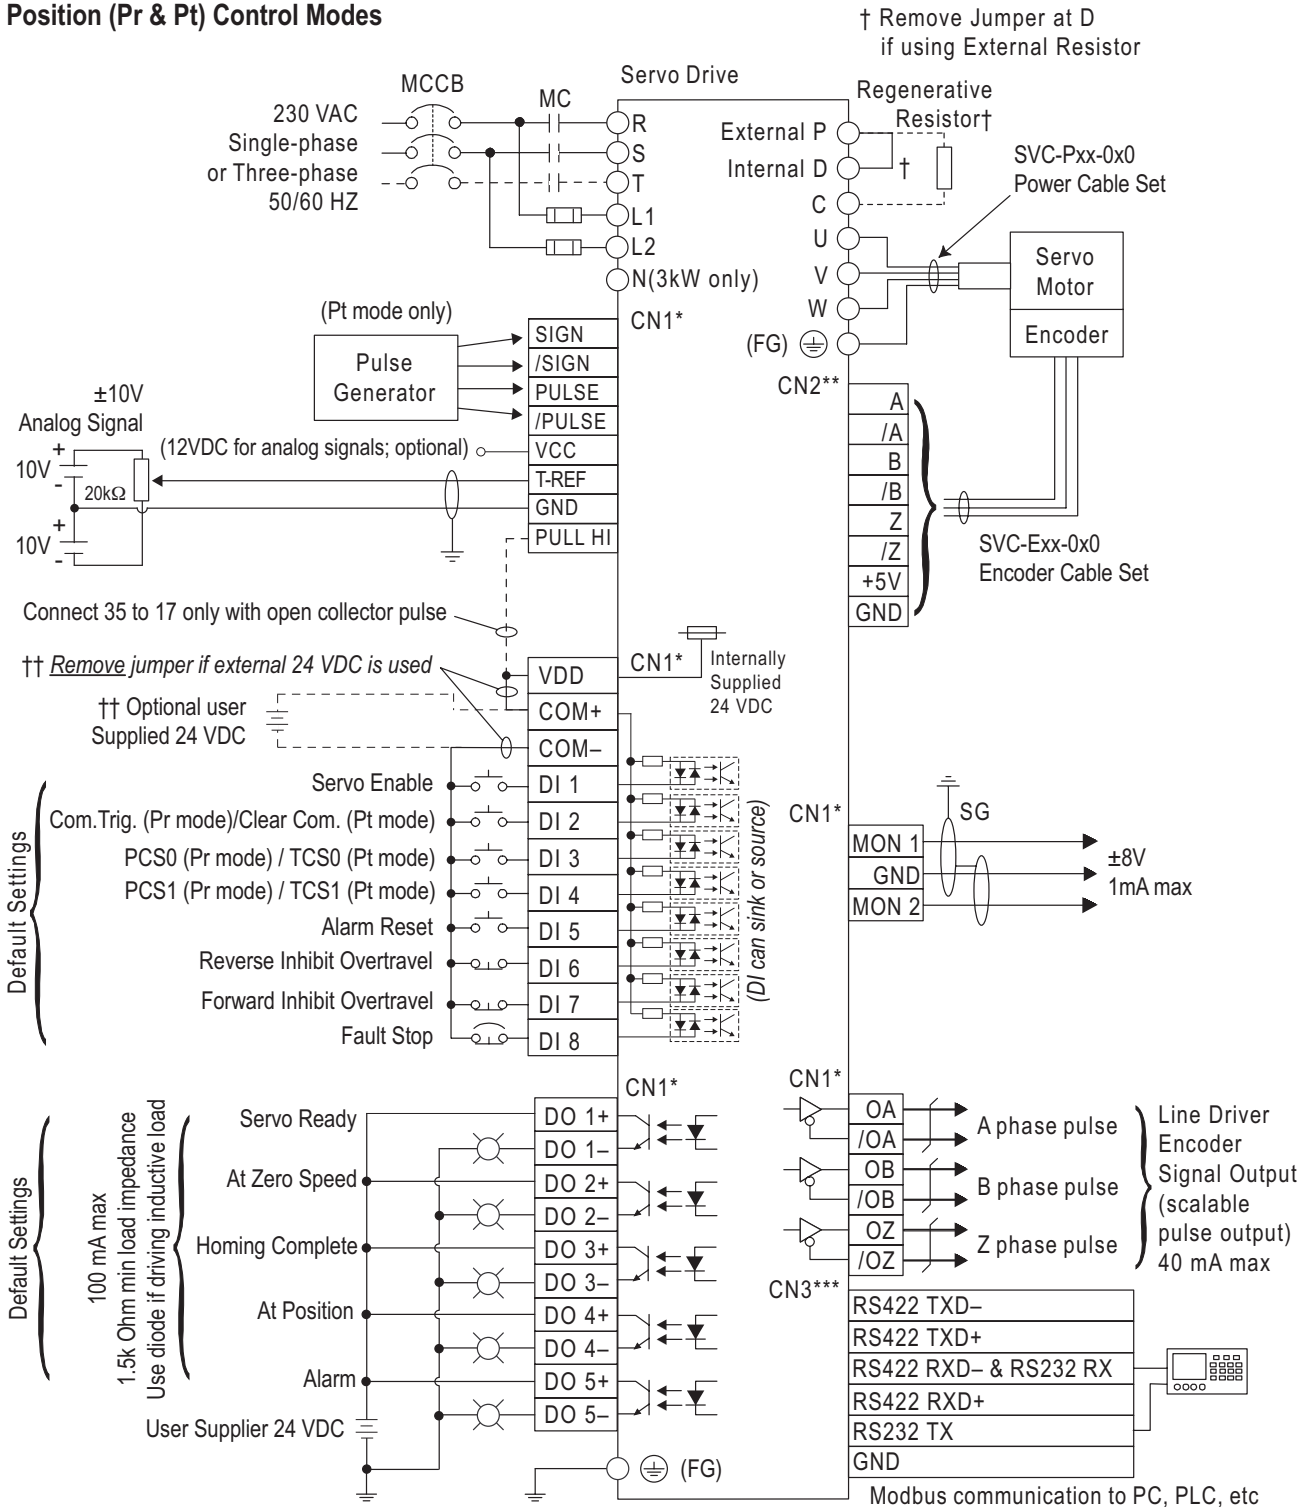 Position (Pr & Pt) Control Modes
† Remove Jumper at D
if using External Resistor
MCCB
MC
Servo Drive
230 VAC
Single-phase
or Three-phase
50/60 HZ
R
S
T
L1
L2
N(3kW only)
External P
Internal D
C
U
V
W
(FG)
Regenerative
Resistor†
†
SVC-Pxx-0x0
Power Cable Set
Servo
Motor
Encoder
(Pt mode only)
Pulse
Generator
CN1*
SIGN
/SIGN
PULSE
/PULSE
VCC
T-REF
GND
PULL HI
±10V
Analog Signal
(12VDC for analog signals; optional)
+
10V
-
20kΩ
+
10V
-
CN2**
A
/A
B
/B
Z
/Z
+5V
GND
SVC-Exx-0x0
Encoder Cable Set
Connect 35 to 17 only with open collector pulse
†† Remove jumper if external 24 VDC is used
†† Optional user
Supplied 24 VDC
CN1*
Internally
Supplied
24 VDC
VDD
COM+
COM–
DI 1
DI 2
DI 3
DI 4
DI 5
DI 6
DI 7
DI 8
Default Settings
Servo Enable
Com.Trig. (Pr mode)/Clear Com. (Pt mode)
PCS0 (Pr mode) / TCS0 (Pt mode)
PCS1 (Pr mode) / TCS1 (Pt mode)
Alarm Reset
Reverse Inhibit Overtravel
Forward Inhibit Overtravel
Fault Stop
(DI can sink or source)
CN1*
SG
MON 1
GND
MON 2
±8V
1mA max
Default Settings
100 mA max
1.5k Ohm min load impedance
Use diode if driving inductive load
Servo Ready
At Zero Speed
Homing Complete
At Position
Alarm
User Supplier 24 VDC
CN1*
DO 1+
DO 1–
DO 2+
DO 2–
DO 3+
DO 3–
DO 4+
DO 4–
DO 5+
DO 5–
(FG)
CN1*
OA
/OA
OB
/OB
OZ
/OZ
A phase pulse
B phase pulse
Z phase pulse
Line Driver
Encoder
Signal Output
(scalable
pulse output)
40 mA max
CN3***
RS422 TXD–
RS422 TXD+
RS422 RXD– & RS232 RX
RS422 RXD+
RS232 TX
GND
Modbus communication to PC, PLC, etc